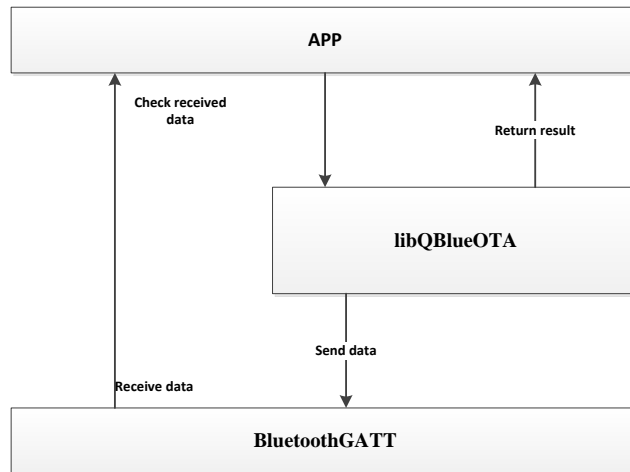 APP
Check received
data
Return result
libQBlueOTA
Send data
Receive data
BluetoothGATT